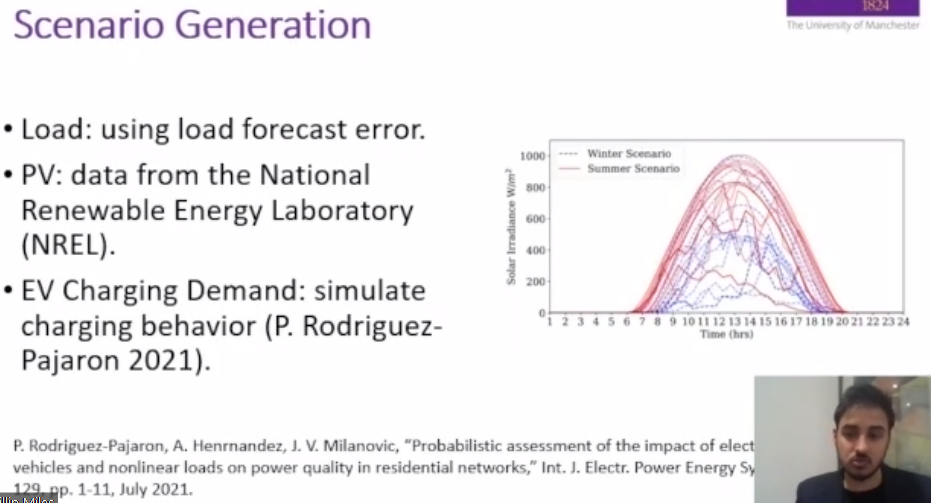 Scenario Generation
1824
The University of Manchester
• Load: using load forecast error.
• PV: data from the National
Renewable Energy Laboratory
(NREL).
• EV Charging Demand: simulate
charging behavior (P. Rodriguez-
Pajaron 2021).
Winter Scenario
Summer Scenario
Solar Irradiance W/m²
1000
800
600
400
200
0
1 2 3 4 5 6 7 8 9 10 11 12 13 14 15 16 17 18 19 20 21 22 23 24
Time (hrs)
P. Rodriguez-Pajaron, A. Henrnandez, J. V. Milanovic, "Probabilistic assessment of the impact of elect
vehicles and nonlinear loads on power quality in residential networks," Int. J. Electr. Power Energy Sy
129, pp. 1-11, July 2021.